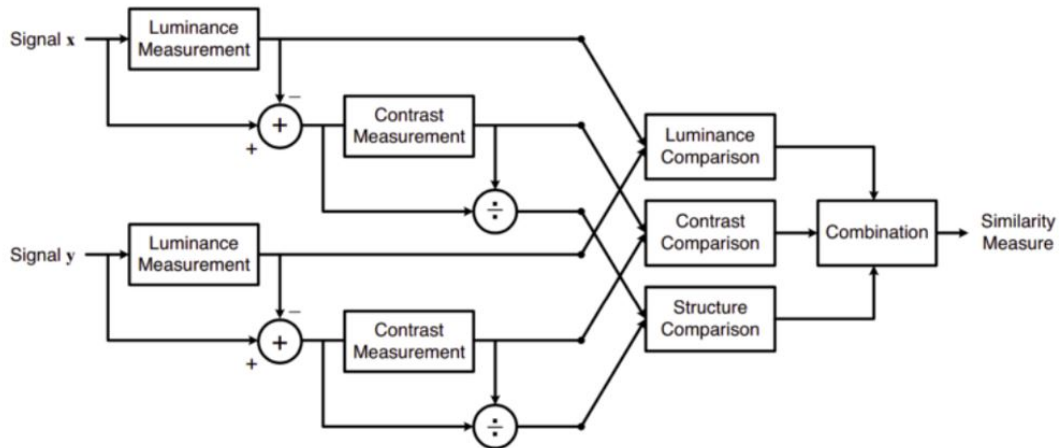 Signal x
Luminance
Measurement
−
+
+
Contrast
Measurement
÷
Luminance
Comparison
Signal y
Luminance
Measurement
−
+
+
Contrast
Measurement
÷
Contrast
Comparison
Structure
Comparison
Combination
Similarity
Measure